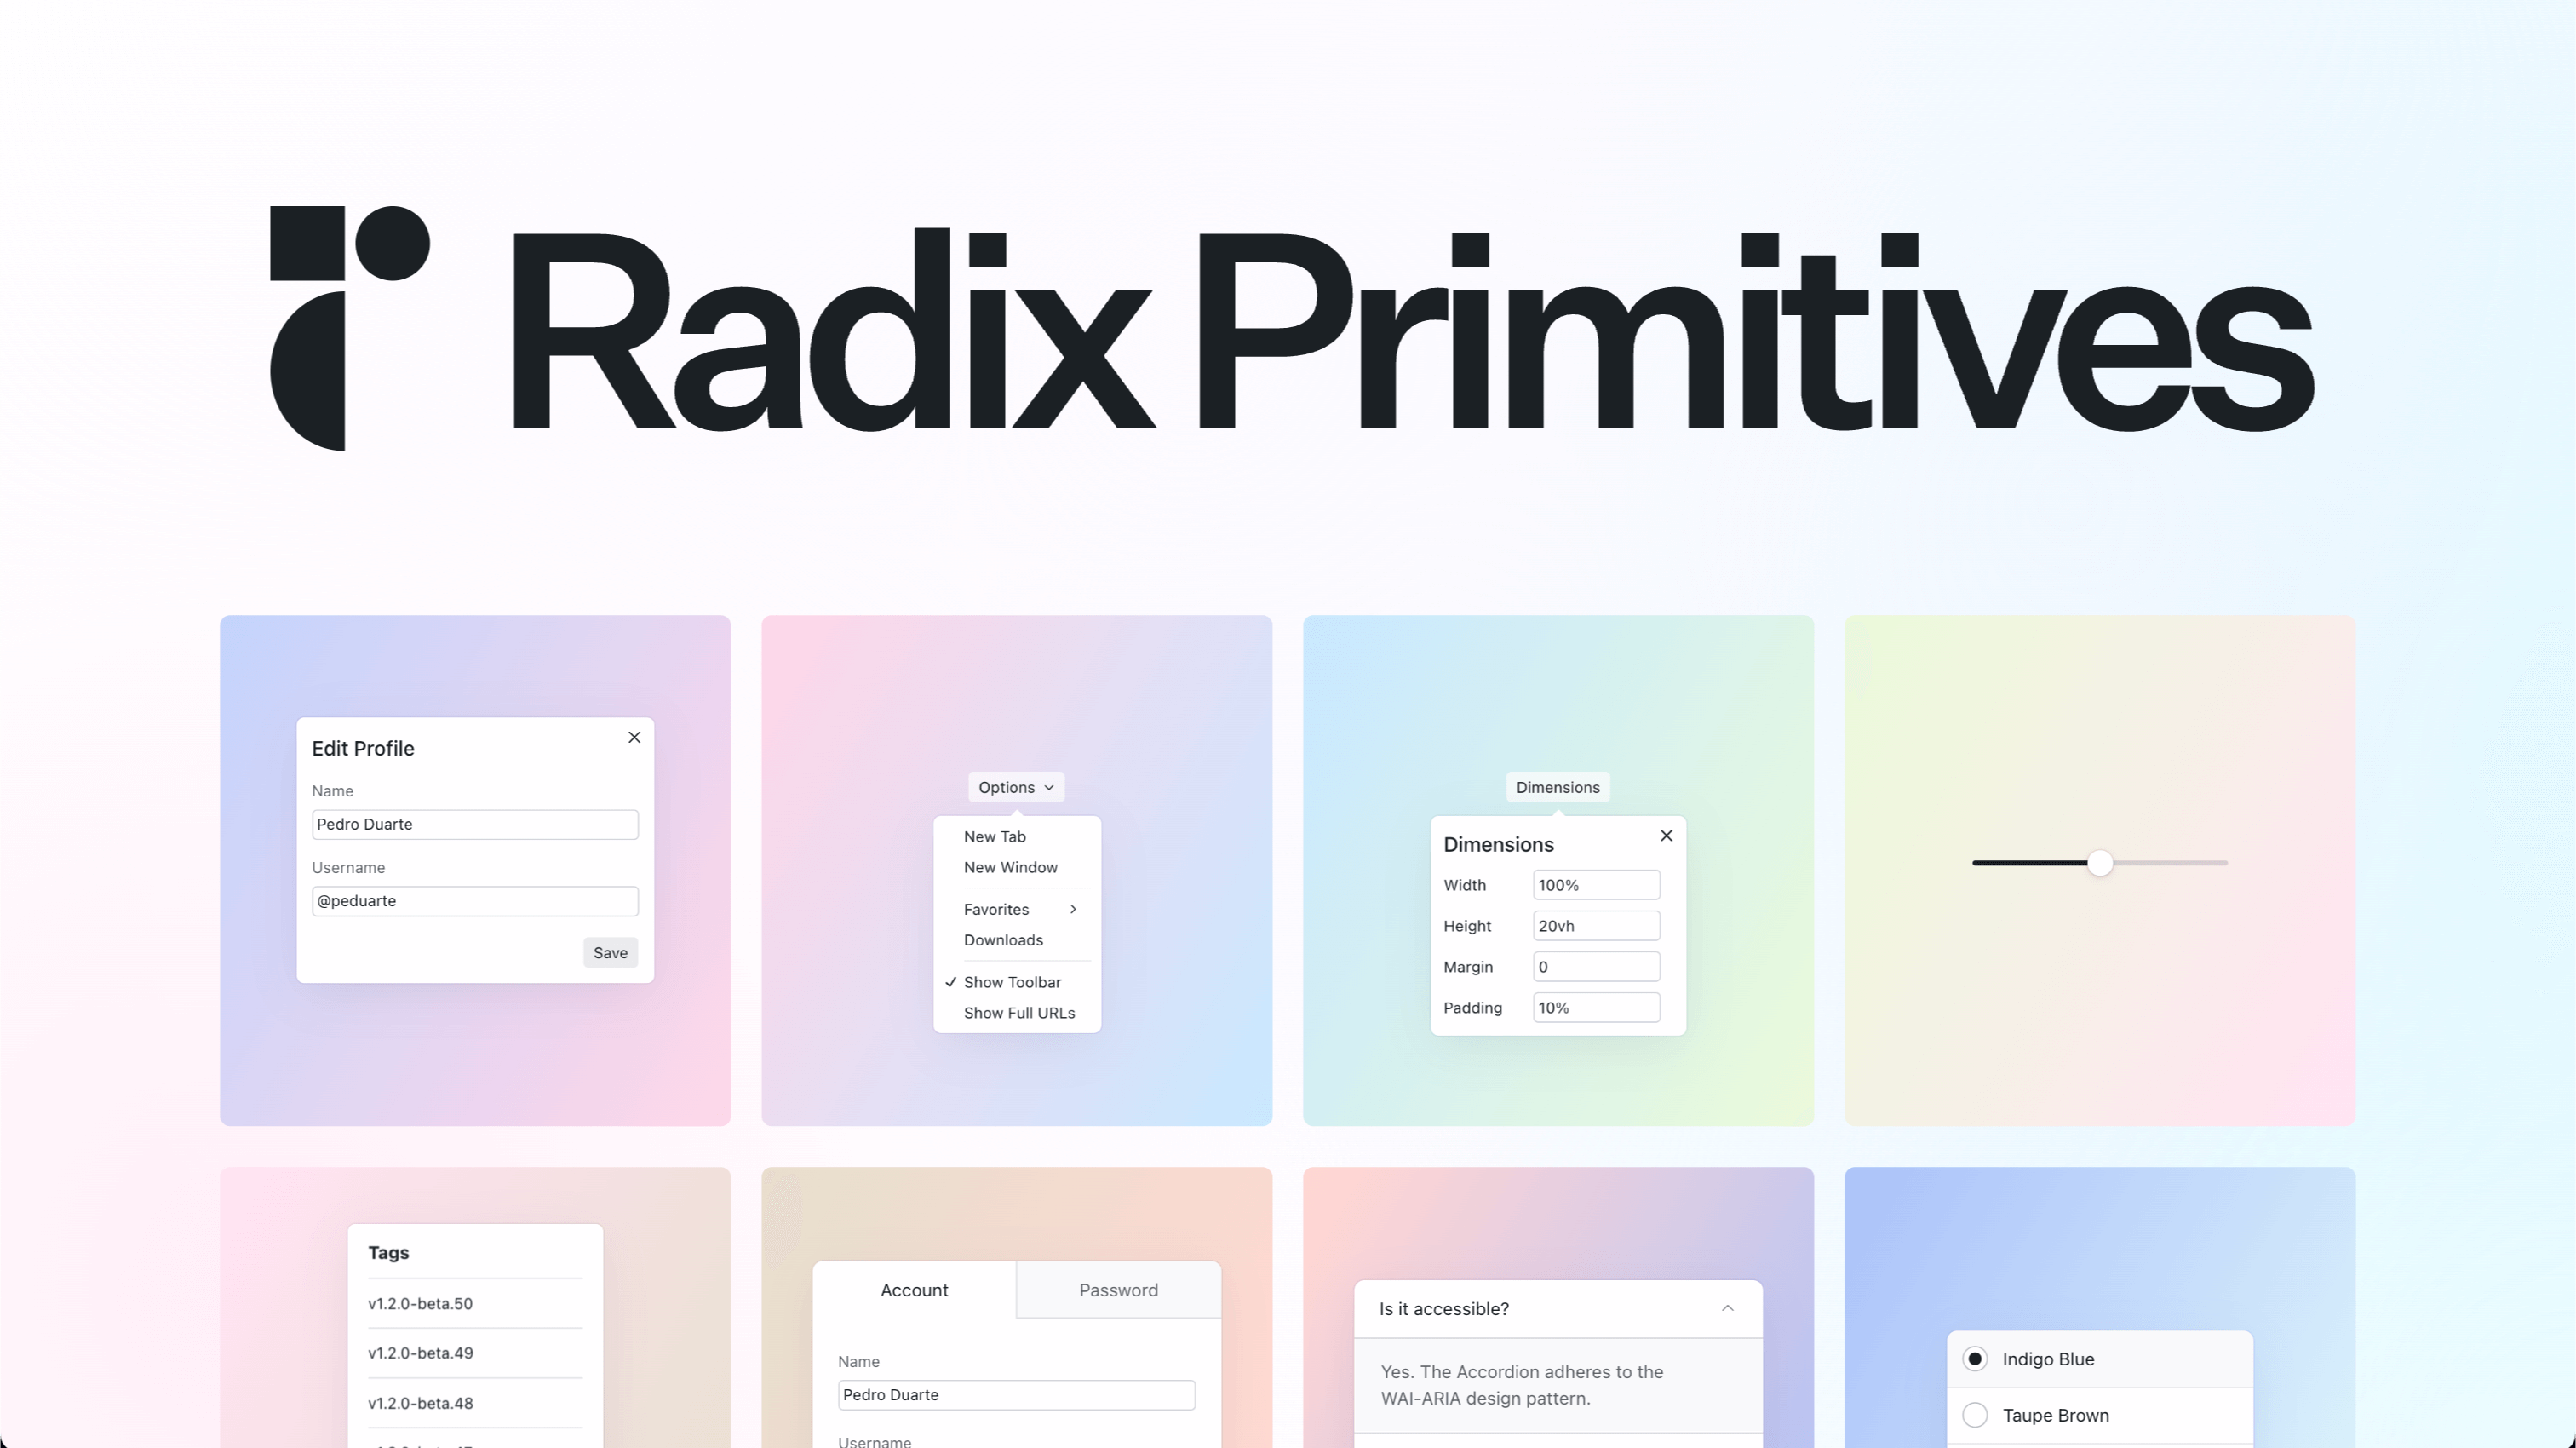 Radix Primitives
Edit Profile
Name
Pedro Duarte
Username
@peduarte
Save
Options
New Tab
New Window
Favorites
Downloads
Show Toolbar
Show Full URLs
Dimensions
Dimensions
Width 100%
Height 20vh
Margin 0
Padding 10%
Tags
v1.2.0-beta.50
v1.2.0-beta.49
v1.2.0-beta.48
Account Password
Name
Pedro Duarte
Username
Is it accessible?
Yes. The Accordion adheres to the
WAI-ARIA design pattern.
Indigo Blue
Taupe Brown